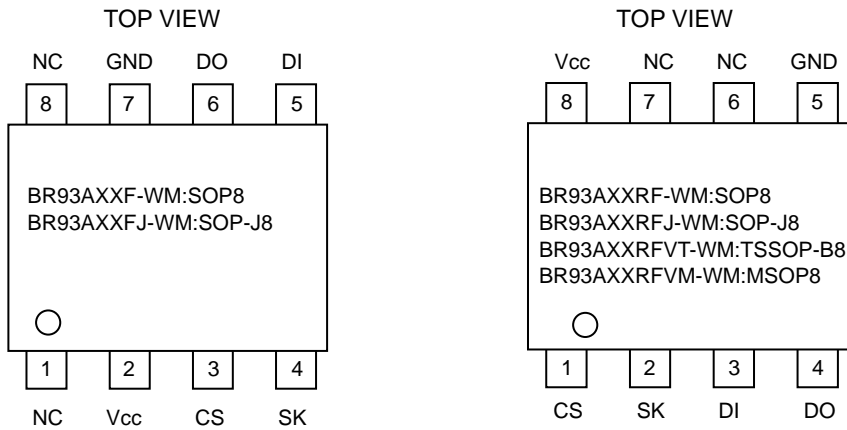 TOP VIEW
NC GND DO DI
8 7 6 5
BR93AXXF-WM:SOP8
BR93AXXFJ-WM:SOP-J8
1 2 3 4
NC Vcc CS SK
TOP VIEW
Vcc NC NC GND
8 7 6 5
BR93AXXRF-WM:SOP8
BR93AXXRFJ-WM:SOP-J8
BR93AXXRFVT-WM:TSSOP-B8
BR93AXXRFVM-WM:MSOP8
1 2 3 4
CS SK DI DO